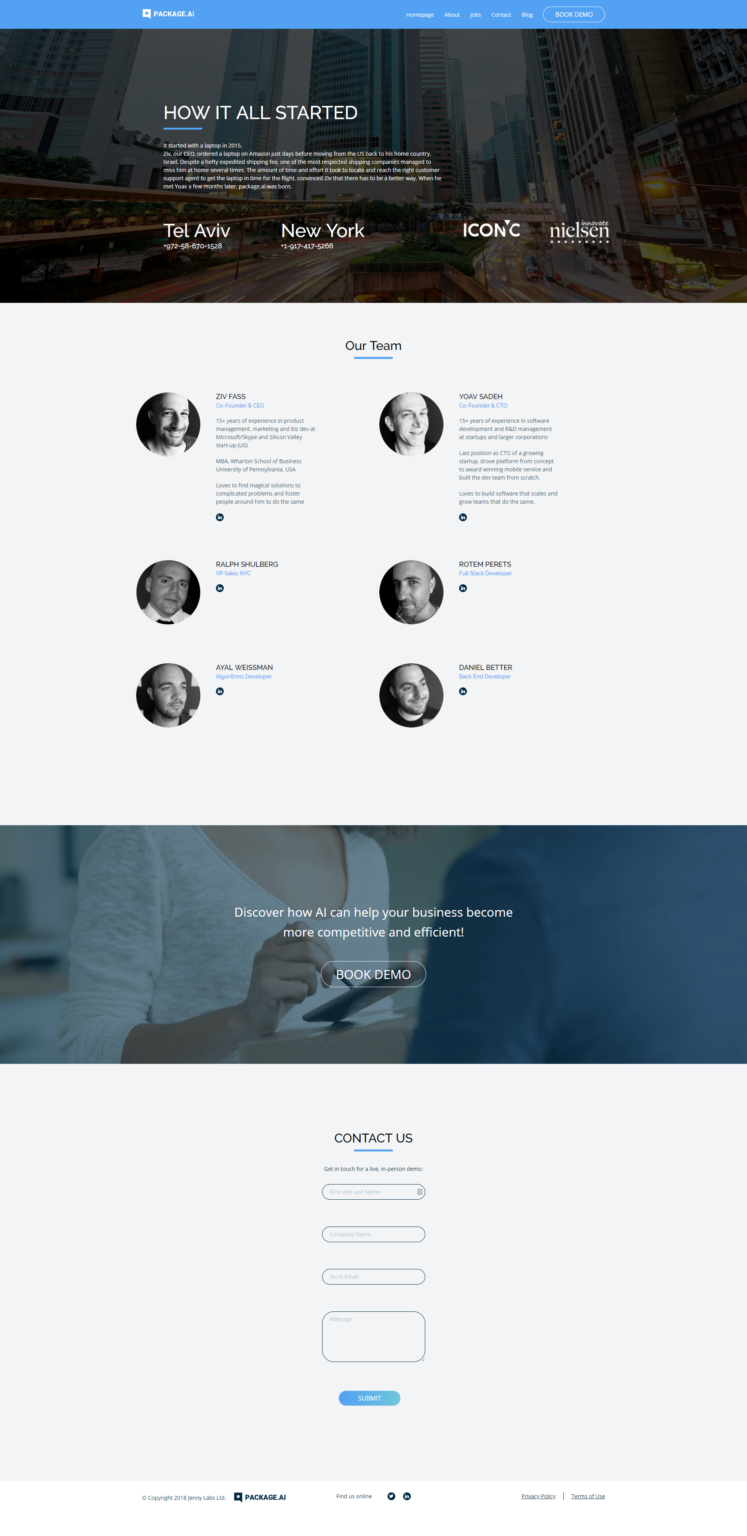 PACKAGE.AI
Homepage
About
Jobs
Contact
Blog
BOOK DEMO
HOW IT ALL STARTED
It started with a laptop in 2015.
Ziv, our CEO, ordered a laptop on Amazon just days before moving from the US back to his home country,
Israel. Despite a hefty expedited shipping fee, one of the most respected shipping companies managed to
miss him at home several times. The amount of time and effort it took to locate and reach the right customer
support agent to get the laptop in time for the flight, convinced Ziv that there has to be a better way. When he
met Yoav a few months later, package.ai was born.
Tel Aviv
+972-58-670-1528
New York
+1-917-417-5266
ICONYC
nielsen
innovate
Our Team
ZIV FASS
Co-Founder & CEO
15+ years of experience in product
management, marketing and biz dev at
Microsoft/Skype and Silicon Valley
start-up (US)
MBA, Wharton School of Business
University of Pennsylvania, USA
Loves to find magical solutions to
complicated problems and foster
people around him to do the same
in
YOAV SADEH
Co-Founder & CTO
15+ years of experience in software
development and R&D management
at startups and larger corporations
Last position as CTO of a growing
startup, drove platform from concept
to award winning mobile service and
built the dev team from scratch.
Loves to build software that scales and
grow teams that do the same.
in
RALPH SHULBERG
VP Sales NYC
in
ROTEM PERETS
Full Stack Developer
in
AYAL WEISSMAN
Algorithms Developer
in
DANIEL BETTER
Back End Developer
in
Discover how AI can help your business become
more competitive and efficient!
BOOK DEMO
CONTACT US
Get in touch for a live, in-person demo:
First and Last Name
Company Name
Work Email
Message
SUBMIT
© Copyright 2018 Jenny Labs Ltd.
PACKAGE.AI
Find us online
in
Privacy Policy
Terms of Use